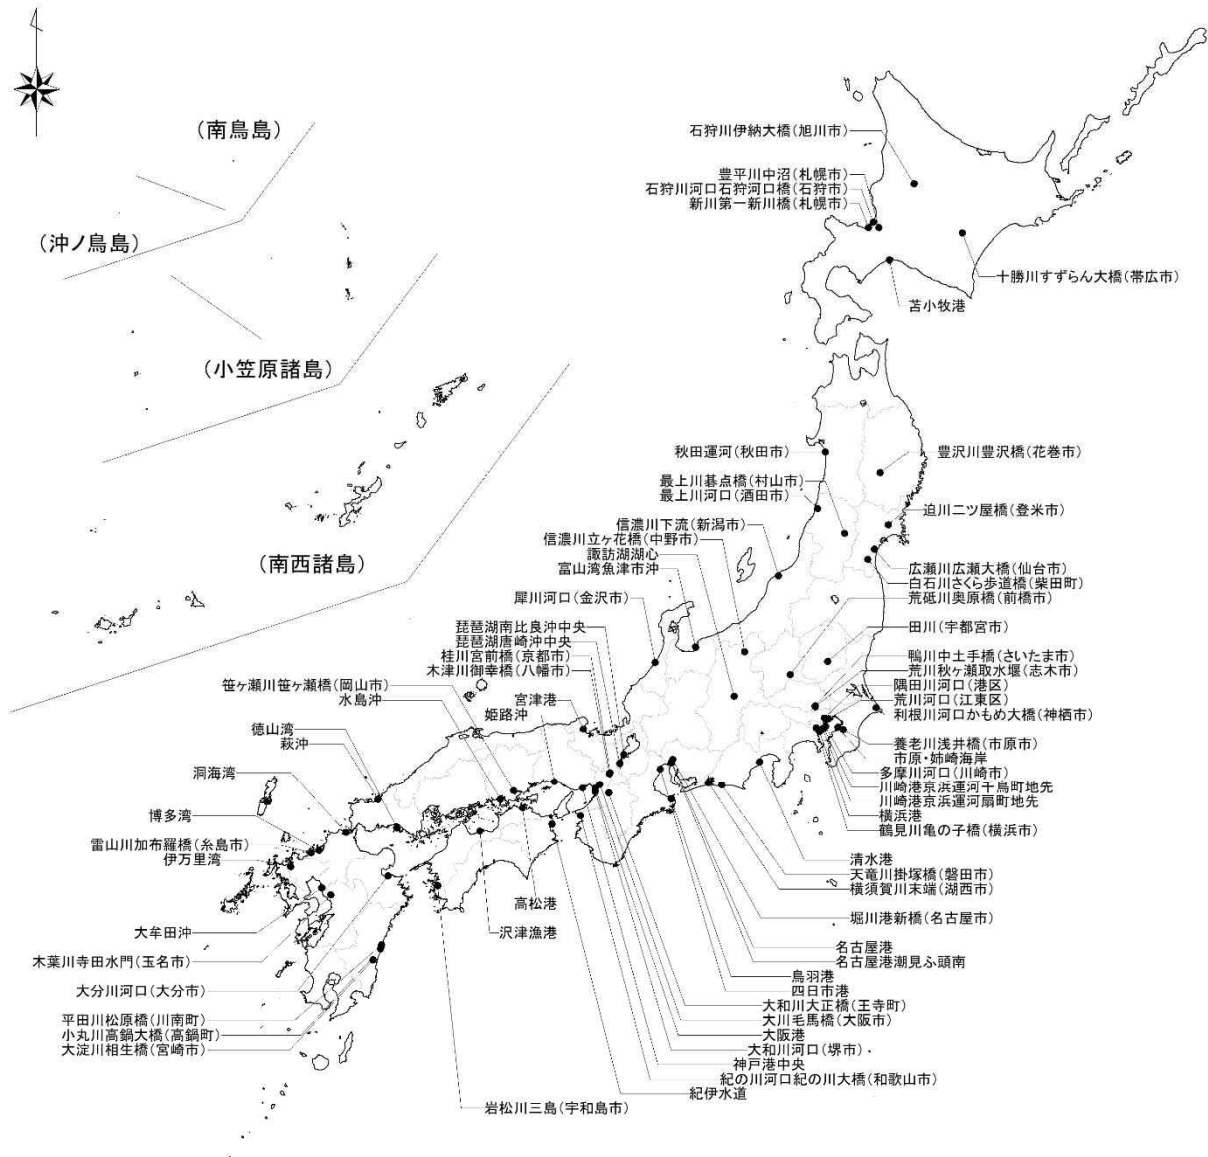 (南鳥島)
(沖ノ鳥島)
(小笠原諸島)
(南西諸島)
石狩川伊納大橋(旭川市)
豊平川中沼(札幌市)
石狩川河口石狩河口橋(石狩市)
新川第一新川橋(札幌市)
十勝川すずらん大橋(帯広市)
苫小牧港
秋田運河(秋田市)
豊沢川豊沢橋(花巻市)
最上川碁点橋(村山市)
最上川河口(酒田市)
迫川二ツ屋橋(登米市)
信濃川下流(新潟市)
信濃川立ヶ花橋(中野市)
諏訪湖湖心
富山湾魚津市沖
広瀬川広瀬大橋(仙台市)
白石川さくら歩道橋(柴田町)
荒砥川奥原橋(前橋市)
犀川河口(金沢市)
琵琶湖南比良沖中央
琵琶湖唐崎沖中央
桂川宮前橋(京都市)
木津川御幸橋(八幡市)
田川(宇都宮市)
鴨川中土手橋(さいたま市)
荒川秋ヶ瀬取水堰(志木市)
隅田川河口(港区)
荒川河口(江東区)
利根川河口かもめ大橋(神栖市)
笹ヶ瀬川笹ヶ瀬橋(岡山市)
水島沖
宮津港
姫路沖
徳山湾
萩沖
洞海湾
博多湾
雷山川加布羅橋(糸島市)
伊万里湾
養老川浅井橋(市原市)
市原・姉崎海岸
多摩川河口(川崎市)
川崎港京浜運河千鳥町地先
川崎港京浜運河扇町地先
横浜港
鶴見川亀の子橋(横浜市)
清水港
天竜川掛塚橋(磐田市)
横須賀川末端(湖西市)
堀川港新橋(名古屋市)
名古屋港
名古屋港潮見ふ頭南
鳥羽港
四日市港
大和川大正橋(王寺町)
大川毛馬橋(大阪市)
大阪港
大和川河口(堺市)
神戸港中央
紀の川河口紀の川大橋(和歌山市)
紀伊水道
高松港
沢津漁港
大牟田沖
木葉川寺田水門(玉名市)
大分川河口(大分市)
平田川松原橋(川南町)
小丸川高鍋大橋(高鍋町)
大淀川相生橋(宮崎市)
岩松川三島(宇和島市)